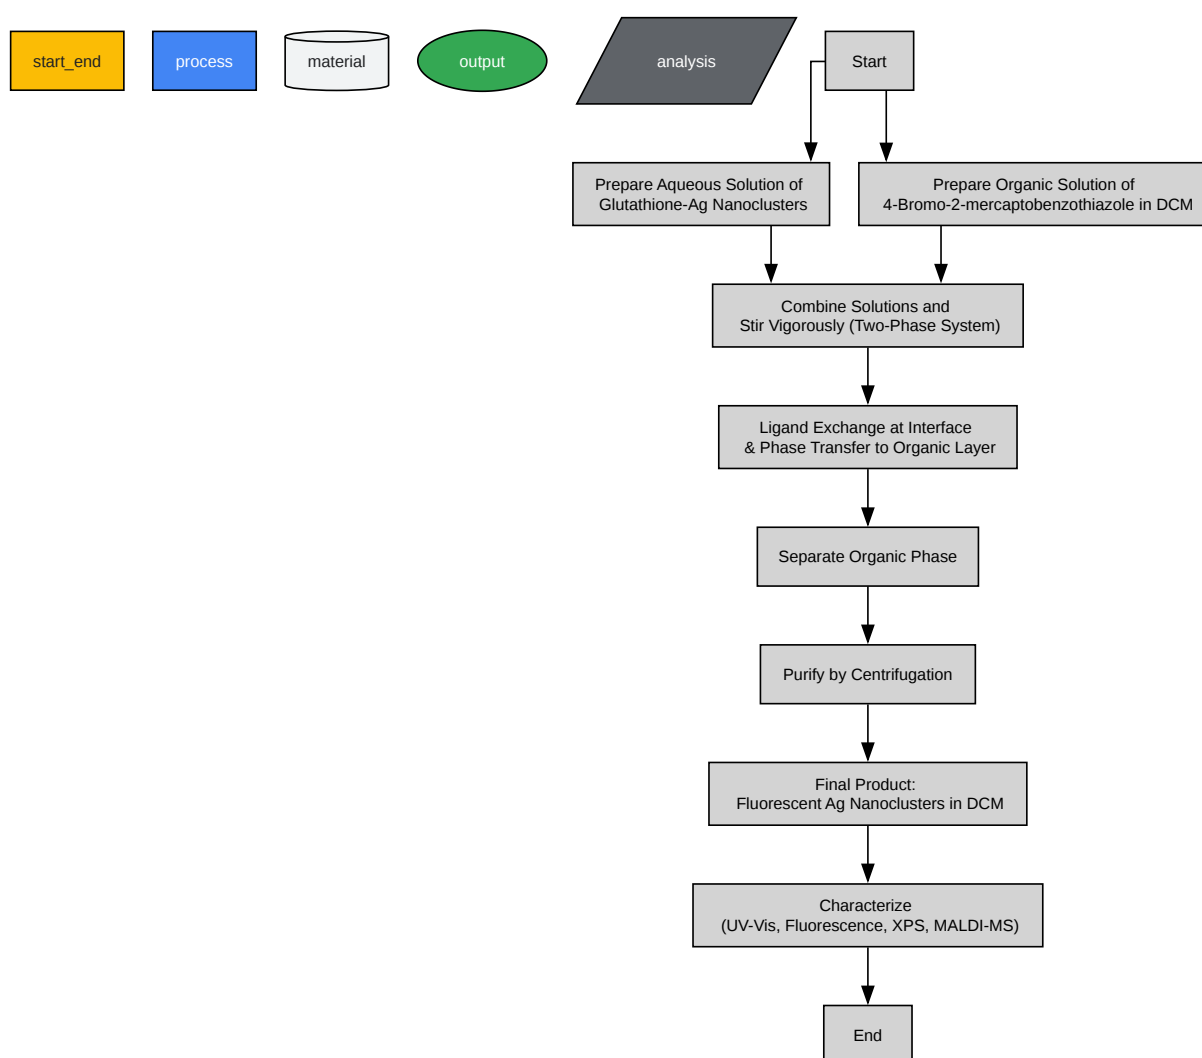 start_end
process
material
output
analysis
Start
Prepare Aqueous Solution of
Glutathione-Ag Nanoclusters
Prepare Organic Solution of
4-Bromo-2-mercaptobenzothiazole in DCM
Combine Solutions and
Stir Vigorously (Two-Phase System)
Ligand Exchange at Interface
& Phase Transfer to Organic Layer
Separate Organic Phase
Purify by Centrifugation
Final Product:
Fluorescent Ag Nanoclusters in DCM
Characterize
(UV-Vis, Fluorescence, XPS, MALDI-MS)
End